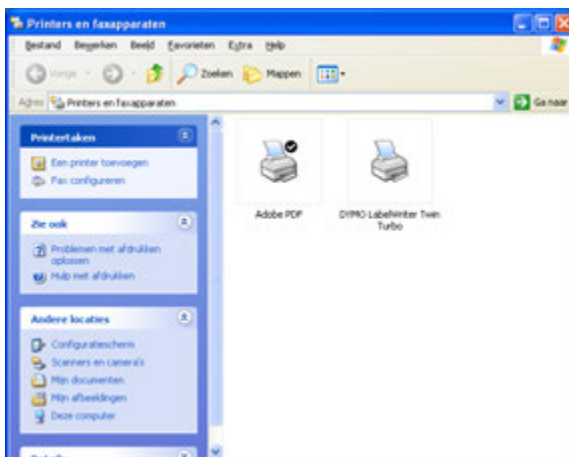 Printers en faxapparaten
Bestand Bewerken Beeld Favorieten Extra Help
Vorige Zoeken Mappen
Adres Printers en faxapparaten Ga naar
Printertaken
Een printer toevoegen
Fax configureren
Zie ook
Problemen met afdrukken
oplossen
Hulp met afdrukken
Andere locaties
Configuratiescherm
Scanners en camera's
Mijn documenten
Mijn afbeeldingen
Deze computer
Adobe PDF
DYMO LabelWriter Twin
Turbo